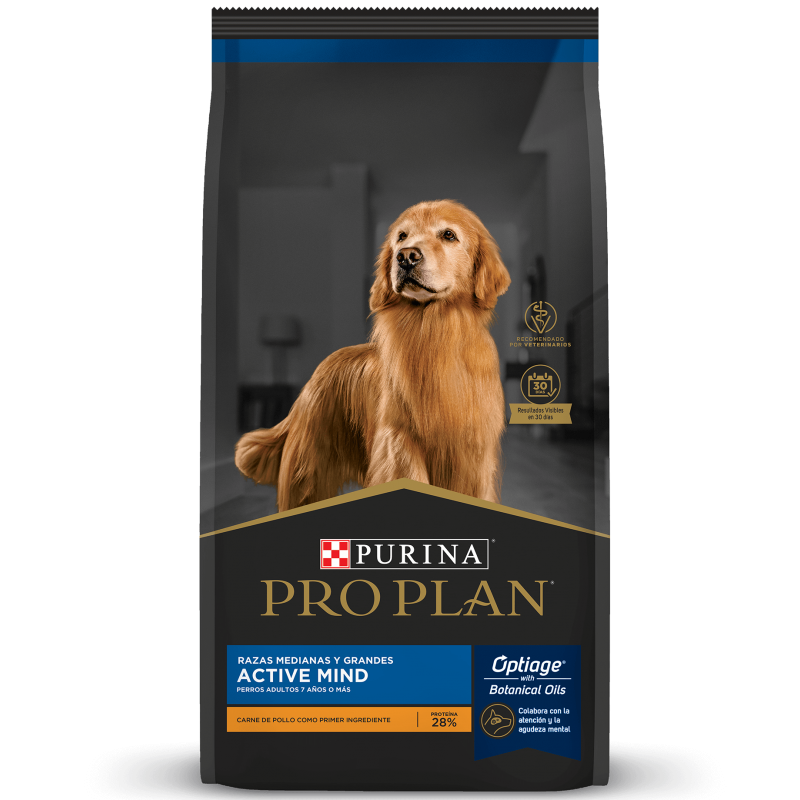 RECOMENDADO
POR VETERINARIOS
30
DÍAS
Resultados Visibles
en 30 días
PURINA®
PRO PLAN®
RAZAS MEDIANAS Y GRANDES
ACTIVE MIND
PERROS ADULTOS 7 AÑOS O MÁS
CARNE DE POLLO COMO PRIMER INGREDIENTE
PROTEÍNA
28%
Optiage®
with
Botanical Oils
Colabora con la
atención y la
agudeza mental